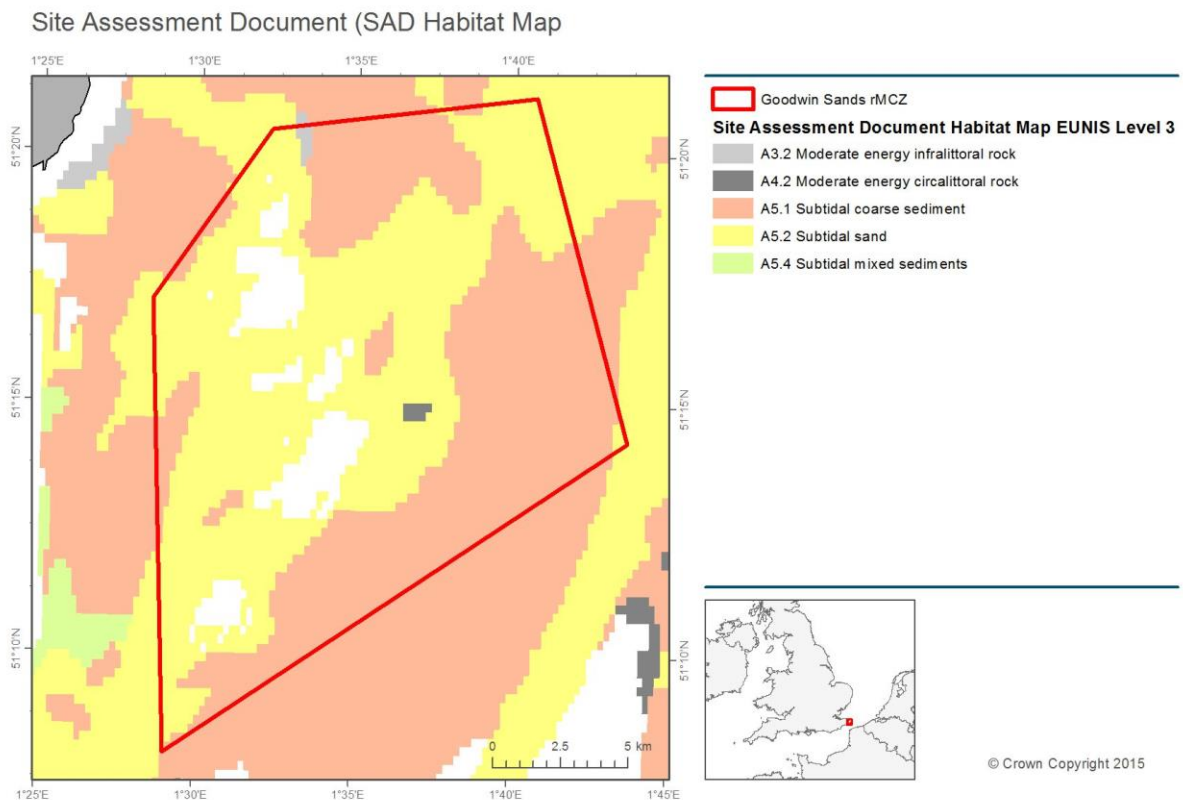 Site Assessment Document (SAD Habitat Map
1°25'E 1°30'E 1°35'E 1°40'E
51°20'N 51°20'N
51°15'N 51°15'N
51°10'N 51°10'N
0 2.5 5 km
1°25'E 1°30'E 1°35'E 1°40'E 1°45'E
Goodwin Sands rMCZ
Site Assessment Document Habitat Map EUNIS Level 3
A3.2 Moderate energy infralittoral rock
A4.2 Moderate energy circalittoral rock
A5.1 Subtidal coarse sediment
A5.2 Subtidal sand
A5.4 Subtidal mixed sediments
© Crown Copyright 2015